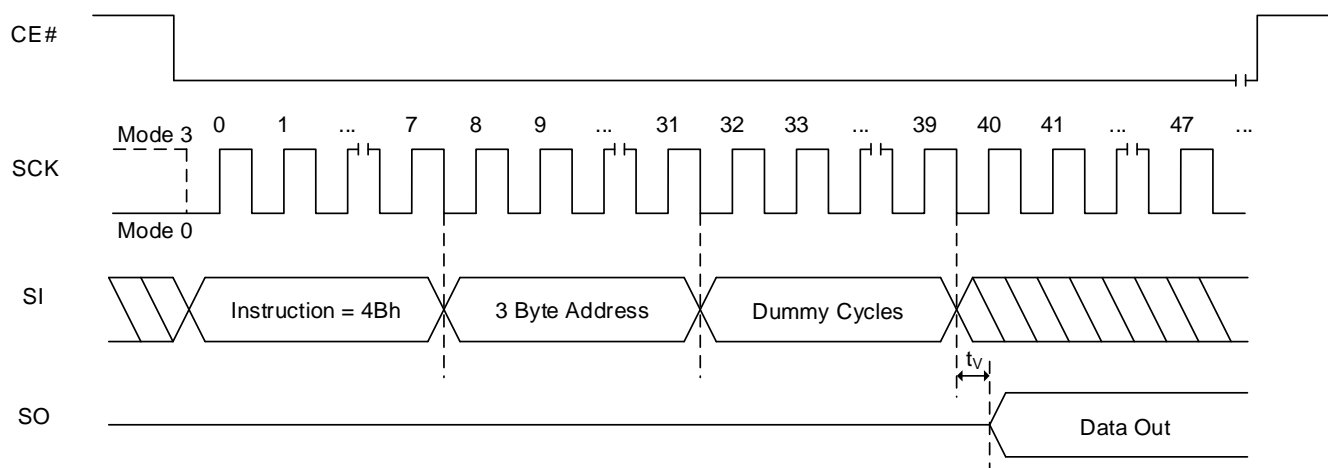 CE#
0 1 ... 7 8 9 ... 31 32 33 ... 39 40 41 ... 47 ...
Mode 3
SCK
Mode 0
SI
Instruction = 4Bh
3 Byte Address
Dummy Cycles
tV
SO
Data Out